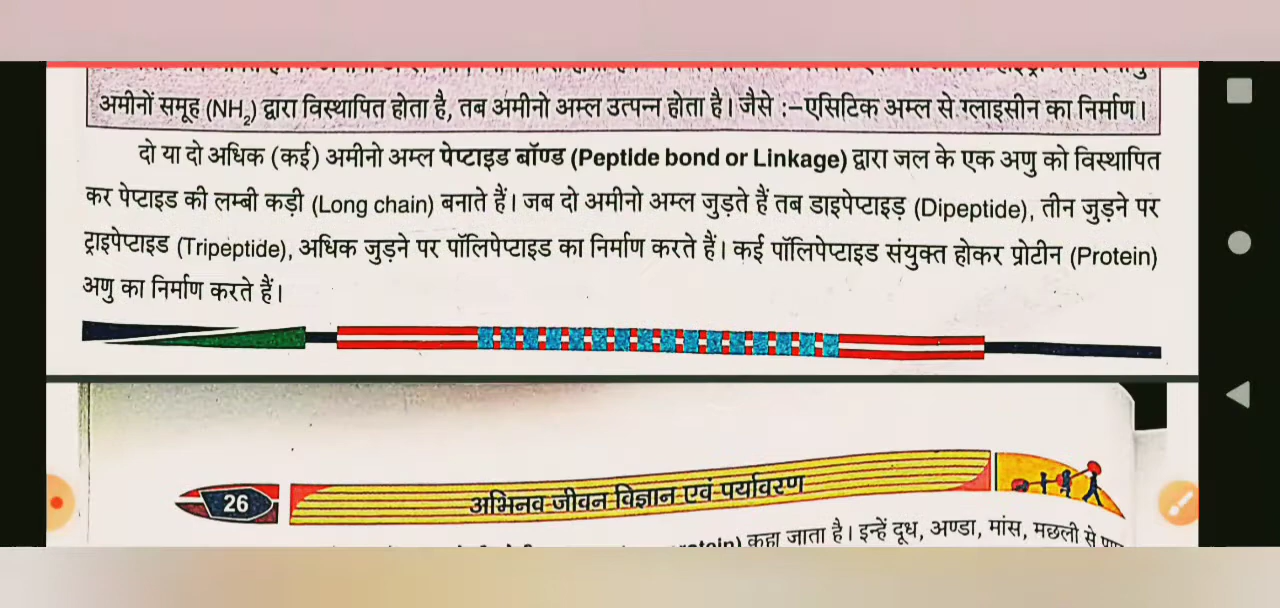 अमीनों समूह (NH₂) द्वारा विस्थापित होता है, तब अमीनो अम्ल उत्पन्न होता है। जैसे :–एसिटिक अम्ल से ग्लाइसीन का निर्माण।
दो या दो अधिक (कई) अमीनो अम्ल पेप्टाइड बॉण्ड (Peptide bond or Linkage) द्वारा जल के एक अणु को विस्थापित
कर पेप्टाइड की लम्बी कड़ी (Long chain) बनाते हैं। जब दो अमीनो अम्ल जुड़ते हैं तब डाइपेप्टाइड़ (Dipeptide), तीन जुड़ने पर
ट्राइपेप्टाइड (Tripeptide), अधिक जुड़ने पर पॉलिपेप्टाइड का निर्माण करते हैं। कई पॉलिपेप्टाइड संयुक्त होकर प्रोटीन (Protein)
अणु का निर्माण करते हैं।
26
अभिनव जीवन विज्ञान एवं पर्यावरण
कहा जाता है। इन्हें दूध, अण्डा, मांस, मछली से